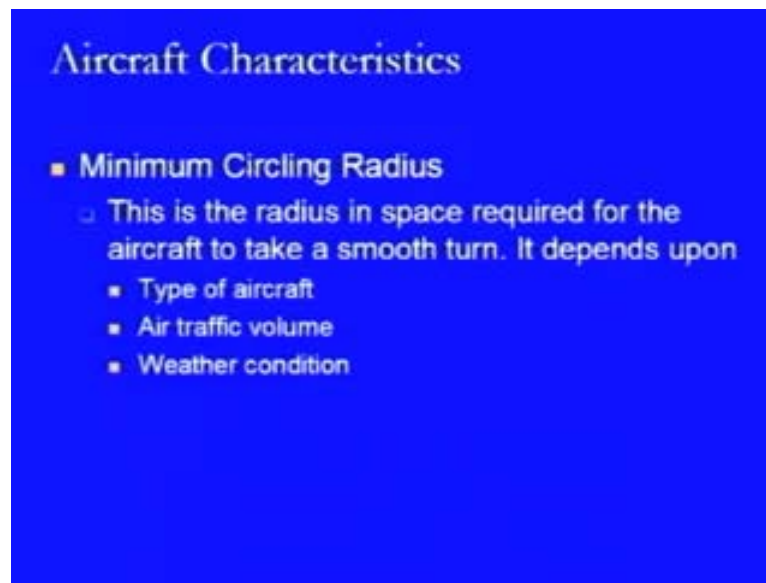 Aircraft Characteristics
Minimum Circling Radius
This is the radius in space required for the
aircraft to take a smooth turn. It depends upon
Type of aircraft
Air traffic volume
Weather condition